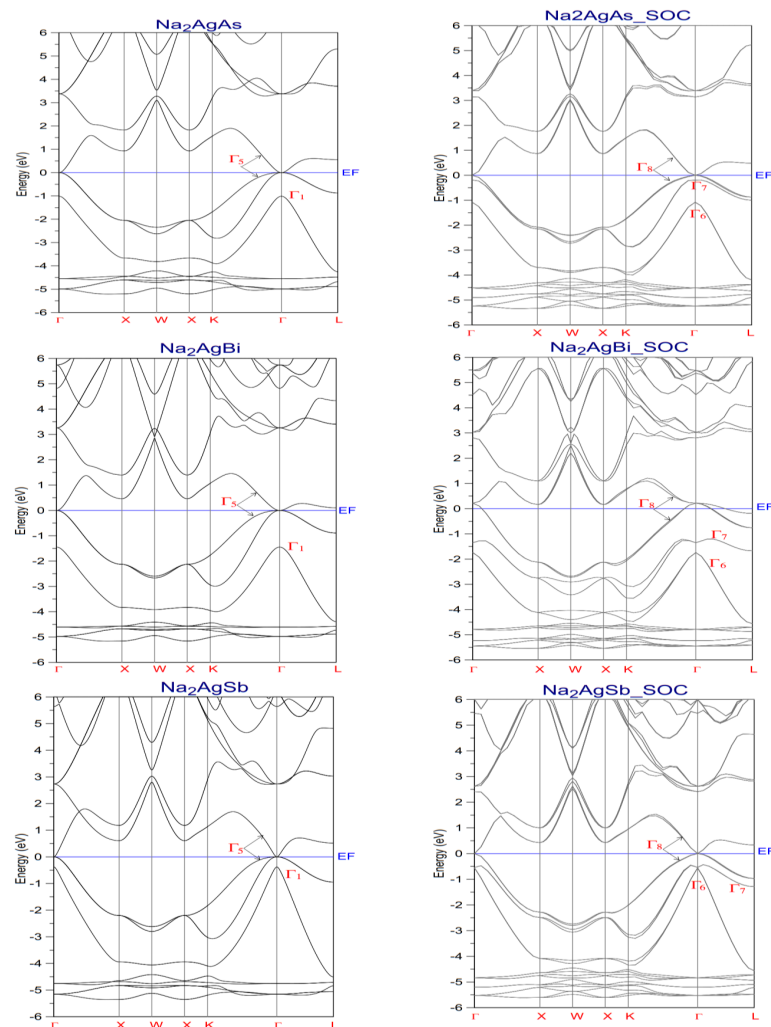 Na₂AgAs
6
5
4
3
2
1
0
-1
-2
-3
-4
-5
-6
Energy (eV)
Γ₅
Γ₁
EF
Γ X W X K Γ L
Na2AgAs_SOC
6
5
4
3
2
1
0
-1
-2
-3
-4
-5
-6
Energy (eV)
Γ₈
Γ₇
Γ₆
EF
Γ X W X K Γ L
Na₂AgBi
6
5
4
3
2
1
0
-1
-2
-3
-4
-5
-6
Energy (eV)
Γ₅
Γ₁
EF
Γ X W X K Γ L
Na₂AgBi_SOC
6
5
4
3
2
1
0
-1
-2
-3
-4
-5
-6
Energy (eV)
Γ₈
Γ₇
Γ₆
EF
Γ X W X K Γ L
Na₂AgSb
6
5
4
3
2
1
0
-1
-2
-3
-4
-5
-6
Energy (eV)
Γ₅
Γ₁
EF
Γ X W X K Γ L
Na₂AgSb_SOC
6
5
4
3
2
1
0
-1
-2
-3
-4
-5
-6
Energy (eV)
Γ₈
Γ₆
Γ₇
EF
Γ X W X K Γ L